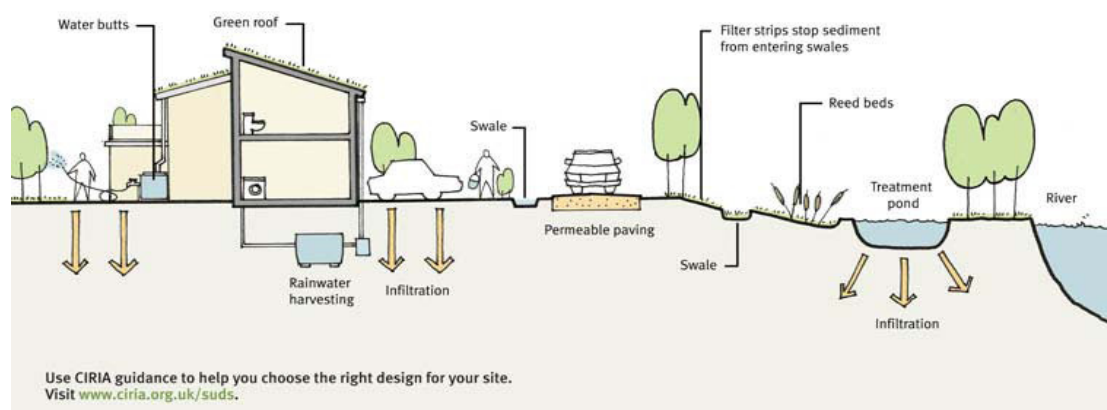 Water butts
Green roof
Filter strips stop sediment
from entering swales
Reed beds
Swale
Treatment
pond
River
Permeable paving
Swale
Rainwater
harvesting
Infiltration
Infiltration
Use CIRIA guidance to help you choose the right design for your site.
Visit www.ciria.org.uk/suds.